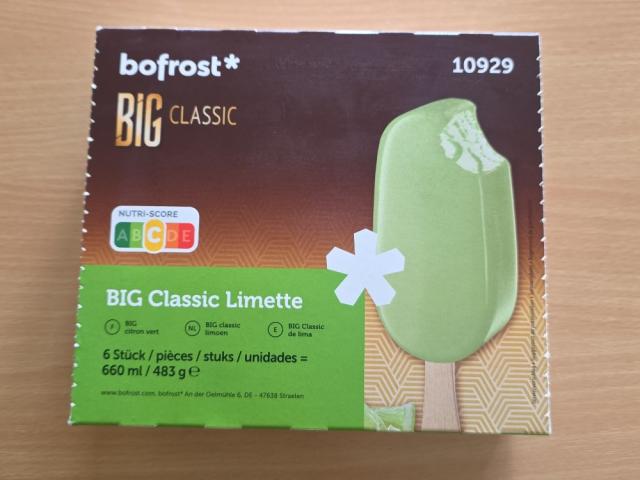 bofrost*
10929
BIG CLASSIC
NUTRI-SCORE
A B C D E
BIG Classic Limette
F BIG citron vert
NL BIG classic limoen
E BIG Classic de lima
6 Stück / pièces / stuks / unidades =
660 ml / 483 g ℮
www.bofrost.com, bofrost* An der Oelmühle 6, DE - 47638 Straelen